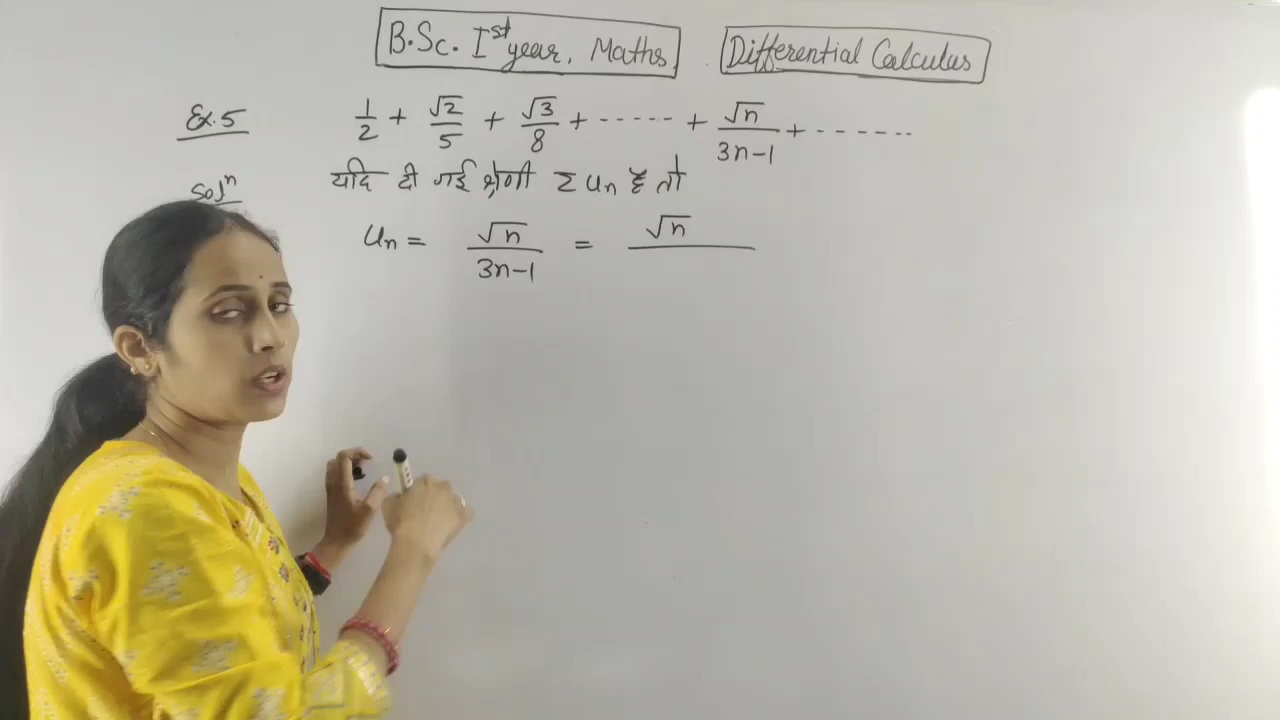 B.Sc. Ist year, Maths. Differential Calculus
Ex.5 1/2 + √2/5 + √3/8 + ------ + √n/3n-1 + -------
Solⁿ यदि दी गई श्रेणी Σ un है तो
un = √n/3n-1 = √n/